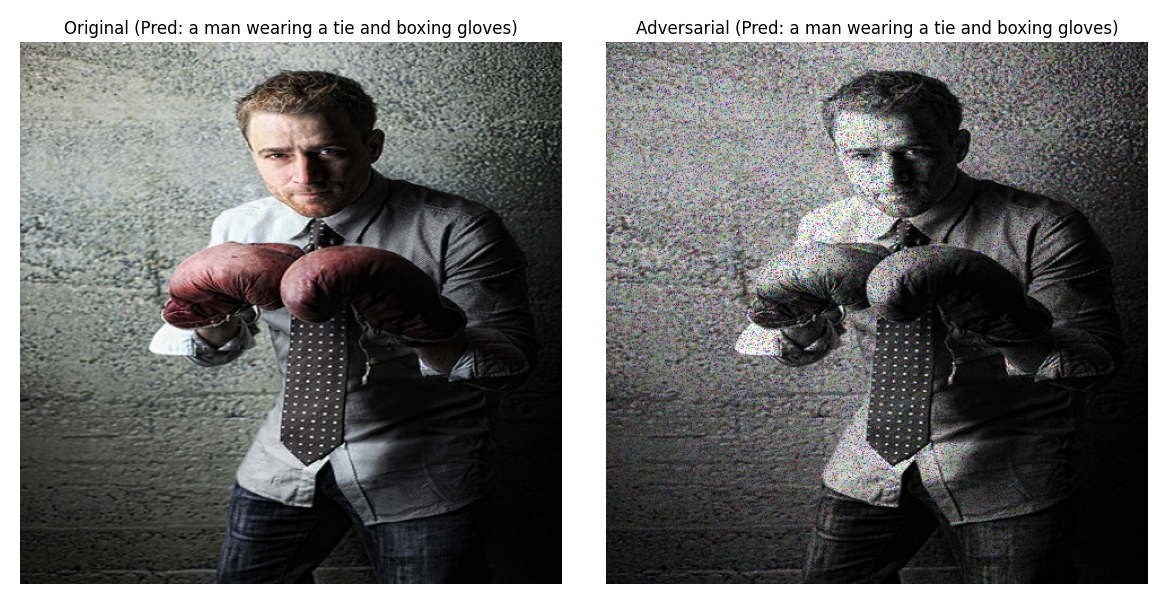 Original (Pred: a man wearing a tie and boxing gloves)
Adversarial (Pred: a man wearing a tie and boxing gloves)